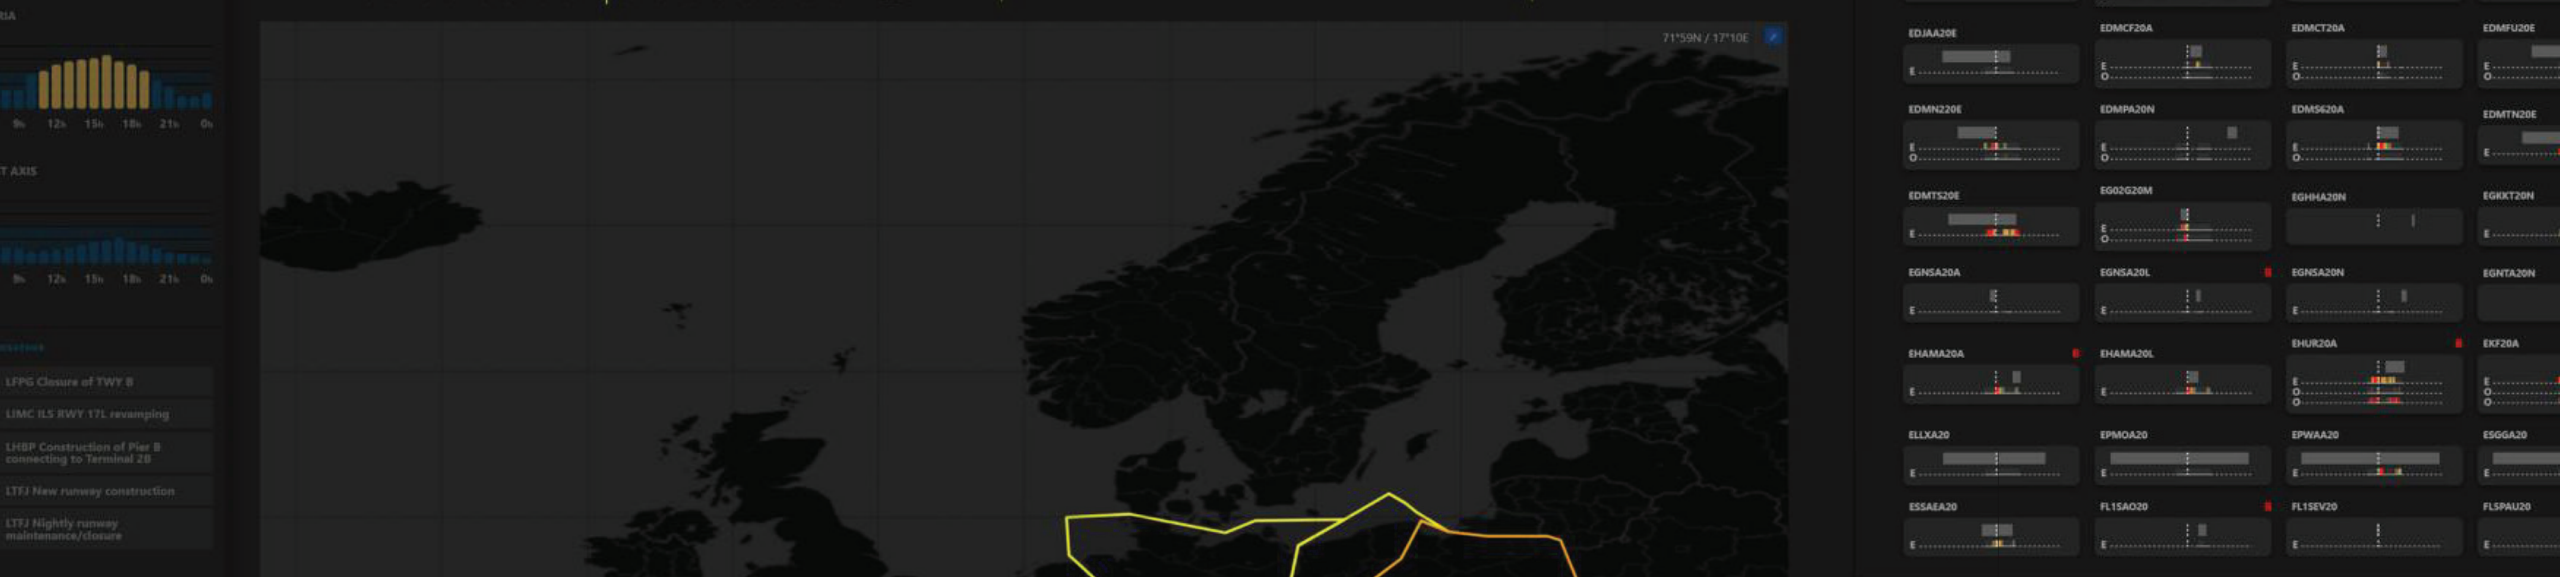 RIA
9h 12h 15h 18h 21h 0h
T AXIS
9h 12h 15h 18h 21h 0h
LFPG Closure of TWY B
LIMC ILS RWY 17L revamping
LHBP Construction of Pier B
connecting to Terminal 2B
LTFJ New runway construction
LTFJ Nightly runway
maintenance/closure
71°59N / 17°10E
EDJAA20E
E
EDMCF20A
E
O
EDMCT20A
E
O
EDMFU20E
E
O
EDMN220E
E
O
EDMPA20N
E
O
EDMS620A
E
O
EDMTN20E
E
EDMTS20E
E
EG02G20M
E
O
EGHHA20N
EGKKT20N
E
EGNSA20A
E
EGNSA20L
E
EGNSA20N
E
EGNTA20N
EHAMA20A
E
EHAMA20L
E
EHUR20A
E
O
O
EKF20A
E
O
O
ELLXA20
E
EPMOA20
E
EPWAA20
E
ESGGA20
E
ESSAEA20
E
FL1SAO20
E
FL1SEV20
E
FLSPAU20
E